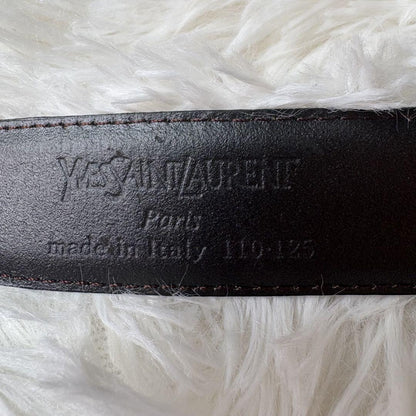 YVESSAINTLAURENT
Paris
made in Italy 110-125